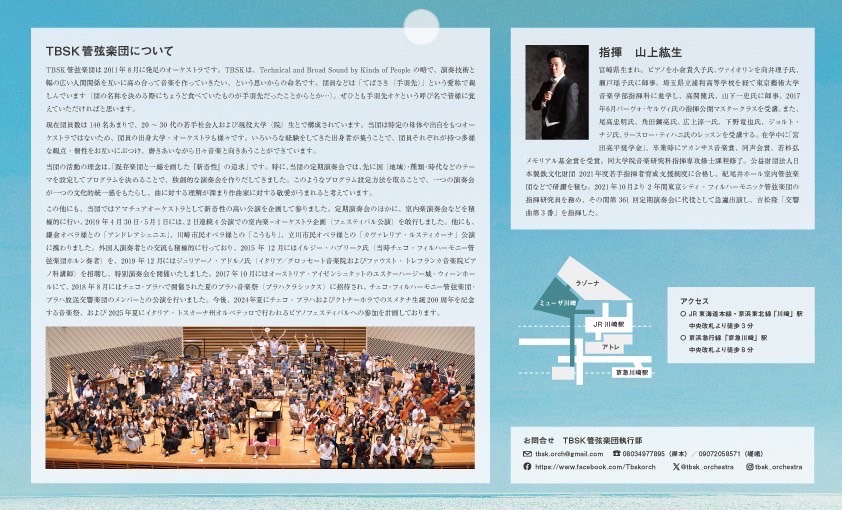 TBSK管弦楽団について
TBSK管弦楽団は2011年8月に発足のオーケストラです。TBSKは、Technical and Broad Sound by Kinds of Peopleの略で、演奏技術と
幅の広い人間関係を互いに高め合って音楽を作っていきたい、という思いからの命名です。団員などは「てばさき（手羽先）」という愛称で親
しんでいます（団の名称を決める際にちょうど食べていたものが手羽先だったことからとか…）。ぜひとも手羽先オケという呼び名で皆様に覚
えていただければと思います。
現在団員数は140名あまりで、20～30代の若手社会人および現役大学（院）生とで構成されています。当団は特定の母体や出自をもつオー
ケストラではないため、団員の出身大学・オーケストラも様々です。いろいろな経験をしてきた出身者が集うことで、団員それぞれが持つ多様
な観点・個性をお互いにぶつけ、磨きあいながら日々音楽と向きあうことができています。
当団の活動の理念は、「既存楽団と一線を画した『新奇性』の追求」です。特に、当団の定期演奏会では、先に国（地域）・種類・時代などのテー
マを設定してプログラムを決めることで、独創的な演奏会を作りだしてきました。このようなプログラム設定方法を取ることで、一つの演奏会
が一つの文化的統一感をもたらし、曲に対する理解が深まり作曲家に対する敬愛がうまれると考えています。
この他にも、当団ではアマチュアオーケストラとして新奇性の高い公演を企画して参りました。定期演奏会のほかに、室内楽演奏会などを積
極的に行い、2019年4月30日・5月1日には、2日連続4公演での室内楽～オーケストラ企画「フェスティバル公演」を敢行しました。他にも、
鎌倉オペラ様との「アンドレアシェニエ」、川崎市民オペラ様との「こうもり」、立川市民オペラ様との「カヴァレリア・ルスティカーナ」公演
に携わりました。外国人演奏者との交流も積極的に行っており、2015年12月にはイルジー・ハブリーク氏（当時チェコ・フィルハーモニー管
弦楽団ホルン奏者）を、2019年12月にはジュリアーノ・アドルノ氏（イタリア/グロッセート音楽院およびファウスト・トレフランカ音楽院ピア
ノ科講師）を招聘し、特別演奏会を開催いたしました。2017年10月にはオーストリア・アイゼンシュタットのエスターハージー城・ウィーンホー
ルにて、2018年8月にはチェコ・プラハで開催された夏のプラハ音楽祭（プラハクラシックス）に招待され、チェコ・フィルハーモニー管弦楽団・
プラハ放送交響楽団のメンバーとの公演を行いました。今後、2024年夏にチェコ・プラハおよびクトナーホラでのスメタナ生誕200周年を記念
する音楽祭、および2025年夏にイタリア・トスカーナ州オルベテッロで行われるピアノフェスティバルへの参加を計画しております。
指揮　山上紘生
宮崎県生まれ。ピアノを小倉貴久子氏、ヴァイオリンを向井理子氏、
瀬戸瑶子氏に師事。埼玉県立浦和高等学校を経て東京藝術大学
音楽学部指揮科に進学し、高関健氏、山下一史氏に師事。2017
年6月パーヴォ・ヤルヴィ氏の指揮公開マスタークラスを受講。また、
尾高忠明氏、角田鋼亮氏、広上淳一氏、下野竜也氏、ジョルト・
ナジ氏、ラースロー・ティハニ氏のレッスンを受講する。在学中に「宮
田亮平奨学金」、卒業時にアカンサス音楽賞、同声会賞、若杉弘
メモリアル基金賞を受賞。同大学院音楽研究科指揮専攻修士課程修了。公益財団法人日
本製鉄文化財団 2021年度若手指揮者育成支援制度に合格し、紀尾井ホール室内管弦楽
団などで研鑽を積む。2021年10月より2年間東京シティ・フィルハーモニック管弦楽団の
指揮研究員を務め、その間第361回定期演奏会に代役として急遽出演し、吉松隆「交響
曲第3番」を指揮した。
ラゾーナ
ミューザ川崎
JR 川崎駅
アトレ
京急川崎駅
アクセス
○ JR東海道本線・京浜東北線『川崎』駅
中央改札より徒歩3分
○ 京浜急行線『京急川崎』駅
中央改札より徒歩8分
お問合せ　TBSK管弦楽団執行部
tbsk.orch@gmail.com　08034977895（岸本）／09072058571（嵯峨）
https://www.facebook.com/Tbskorch　@tbsk_orchestra　tbsk_orchestra